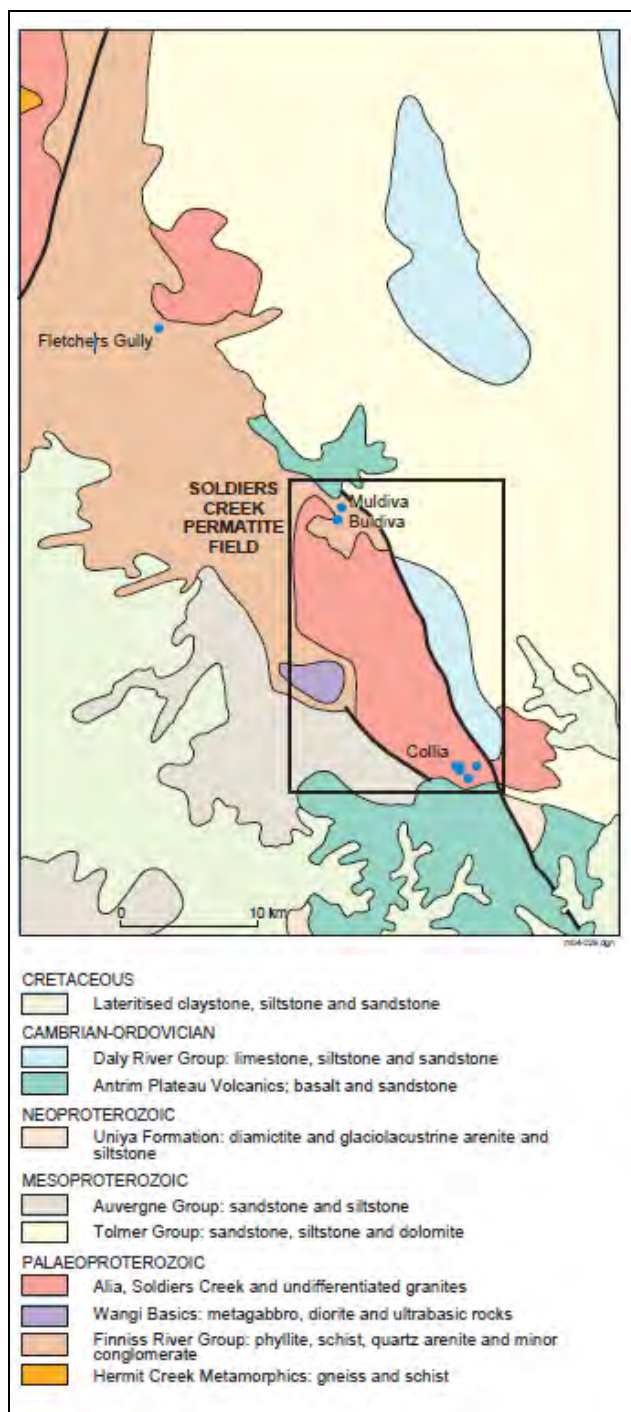 Fletchers Gully
SOLDIERS
CREEK
PERMATITE
FIELD
Muldiva
Buldiva
Collia
0 10 km
CRETACEOUS
Lateritised claystone, siltstone and sandstone
CAMBRIAN-ORDOVICIAN
Daly River Group: limestone, siltstone and sandstone
Antrim Plateau Volcanics; basalt and sandstone
NEOPROTEROZOIC
Uniya Formation: diamictite and glaciolacustrine arenite and
siltstone
MESOPROTEROZOIC
Auvergne Group: sandstone and siltstone
Tolmer Group: sandstone, siltstone and dolomite
PALAEOPROTEROZOIC
Alia, Soldiers Creek and undifferentiated granites
Wangi Basics: metagabbro, diorite and ultrabasic rocks
Finniss River Group: phyllite, schist, quartz arenite and minor
conglomerate
Hermit Creek Metamorphics: gneiss and schist